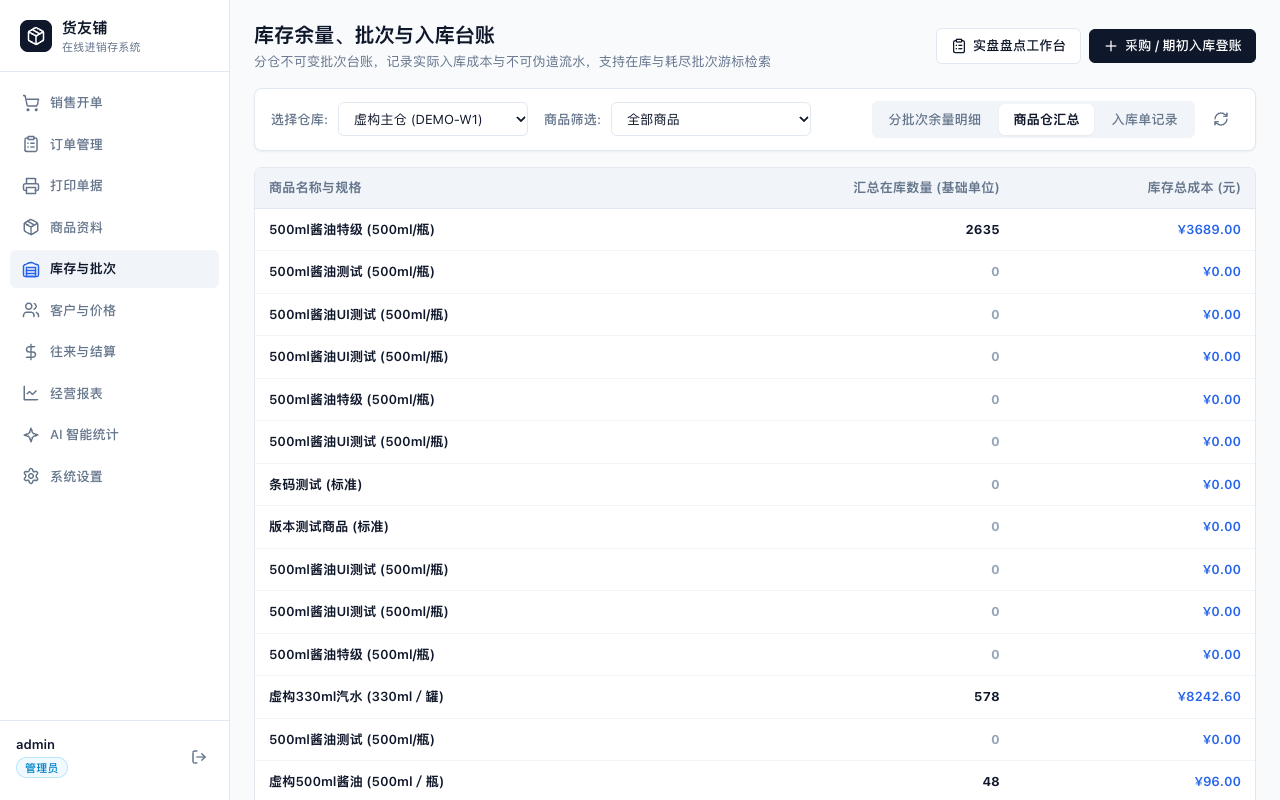 货友铺
在线进销存系统
销售开单
订单管理
打印单据
商品资料
库存与批次
客户与价格
往来与结算
经营报表
AI 智能统计
系统设置
admin
管理员
库存余量、批次与入库台账
分仓不可变批次台账，记录实际入库成本与不可伪造流水，支持在库与耗尽批次游标检索
实盘盘点工作台
采购 / 期初入库登账
选择仓库: 虚构主仓 (DEMO-W1) 商品筛选: 全部商品 分批次余量明细 商品仓汇总 入库单记录
商品名称与规格 汇总在库数量 (基础单位) 库存总成本 (元)
500ml酱油特级 (500ml/瓶) 2635 ¥3689.00
500ml酱油测试 (500ml/瓶) 0 ¥0.00
500ml酱油UI测试 (500ml/瓶) 0 ¥0.00
500ml酱油UI测试 (500ml/瓶) 0 ¥0.00
500ml酱油特级 (500ml/瓶) 0 ¥0.00
500ml酱油UI测试 (500ml/瓶) 0 ¥0.00
条码测试 (标准) 0 ¥0.00
版本测试商品 (标准) 0 ¥0.00
500ml酱油UI测试 (500ml/瓶) 0 ¥0.00
500ml酱油UI测试 (500ml/瓶) 0 ¥0.00
500ml酱油特级 (500ml/瓶) 0 ¥0.00
虚构330ml汽水 (330ml / 罐) 578 ¥8242.60
500ml酱油测试 (500ml/瓶) 0 ¥0.00
虚构500ml酱油 (500ml / 瓶) 48 ¥96.00